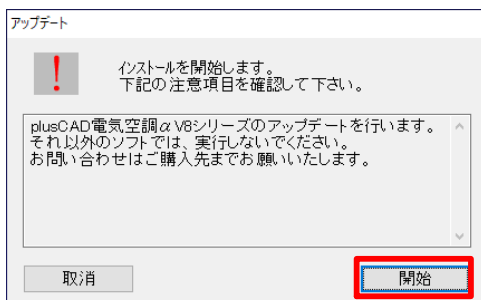 アップデート
!
インストールを開始します。
下記の注意項目を確認して下さい。
plusCAD電気空調αV8シリーズのアップデートを行います。
それ以外のソフトでは、実行しないでください。
お問い合わせはご購入先までお願いいたします。
取消
開始